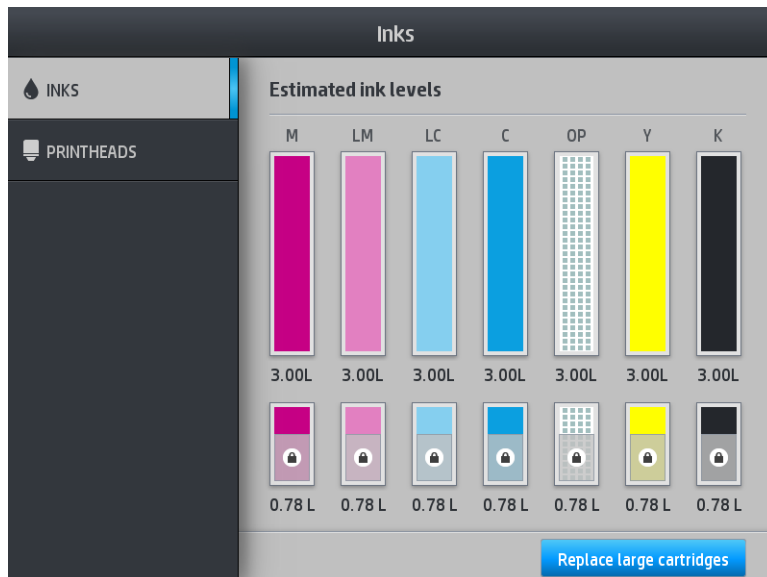 Inks
INKS
PRINTHEADS
Estimated ink levels
M LM LC C OP Y K
3.00L 3.00L 3.00L 3.00L 3.00L 3.00L 3.00L
0.78 L 0.78 L 0.78 L 0.78 L 0.78 L 0.78 L 0.78 L
Replace large cartridges